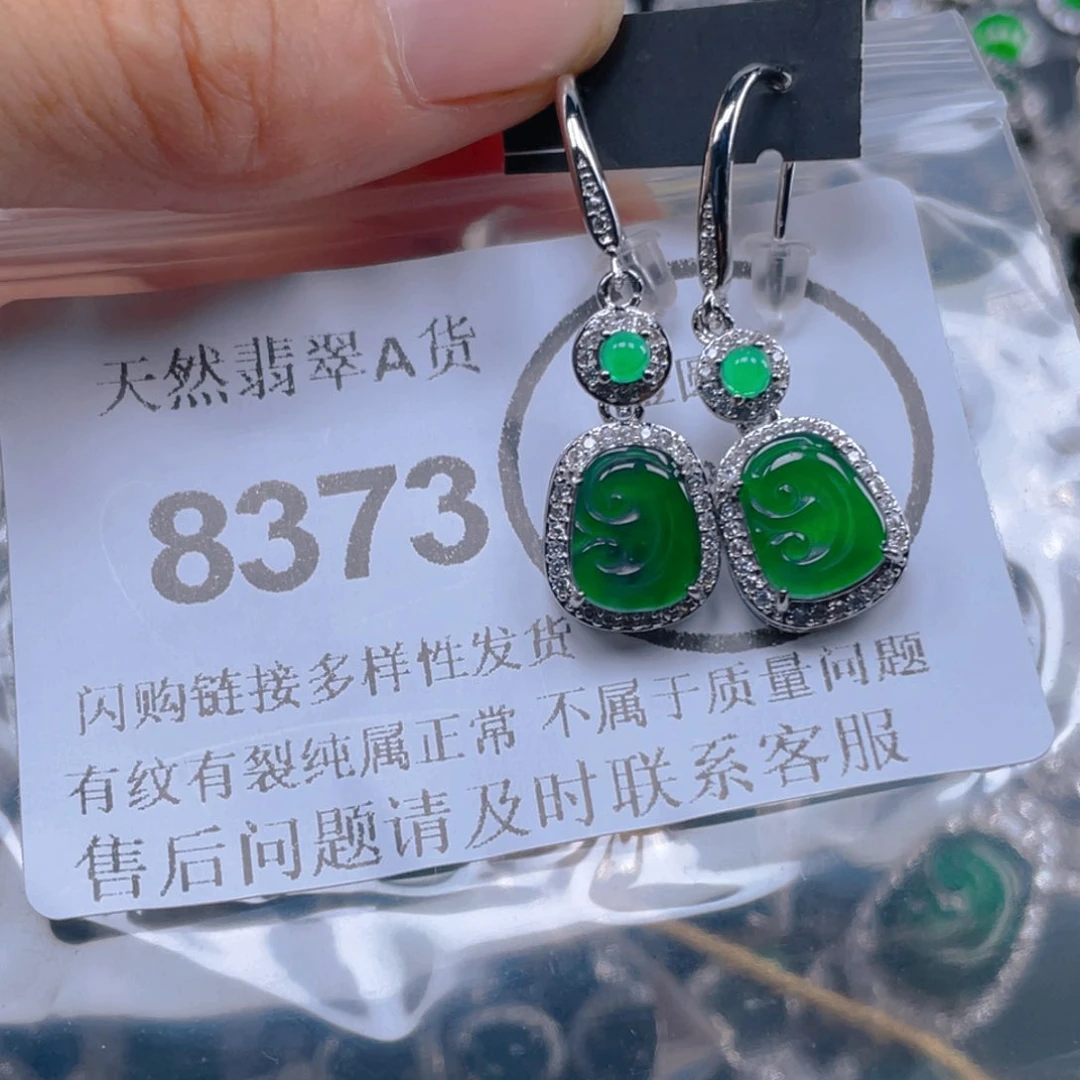 天然翡翠A货
8373
闪购链接多样性发货
有纹有裂纯属正常 不属于质量问题
售后问题请及时联系客服